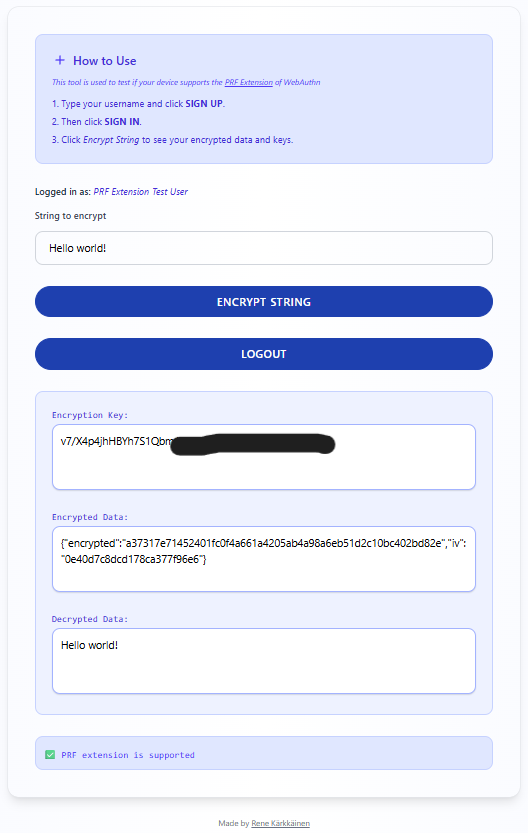 How to Use
This tool is used to test if your device supports the PRF Extension of WebAuthn
1. Type your username and click SIGN UP.
2. Then click SIGN IN.
3. Click Encrypt String to see your encrypted data and keys.
Logged in as: PRF Extension Test User
String to encrypt
Hello world!
ENCRYPT STRING
LOGOUT
Encryption Key:
v7/X4p4jhHBYh7S1Qbm
Encrypted Data:
{"encrypted":"a37317e71452401fc0f4a661a4205ab4a98a6eb51d2c10bc402bd82e","iv":
"0e40d7c8dcd178ca377f96e6"}
Decrypted Data:
Hello world!
PRF extension is supported
Made by Rene Kärkkäinen